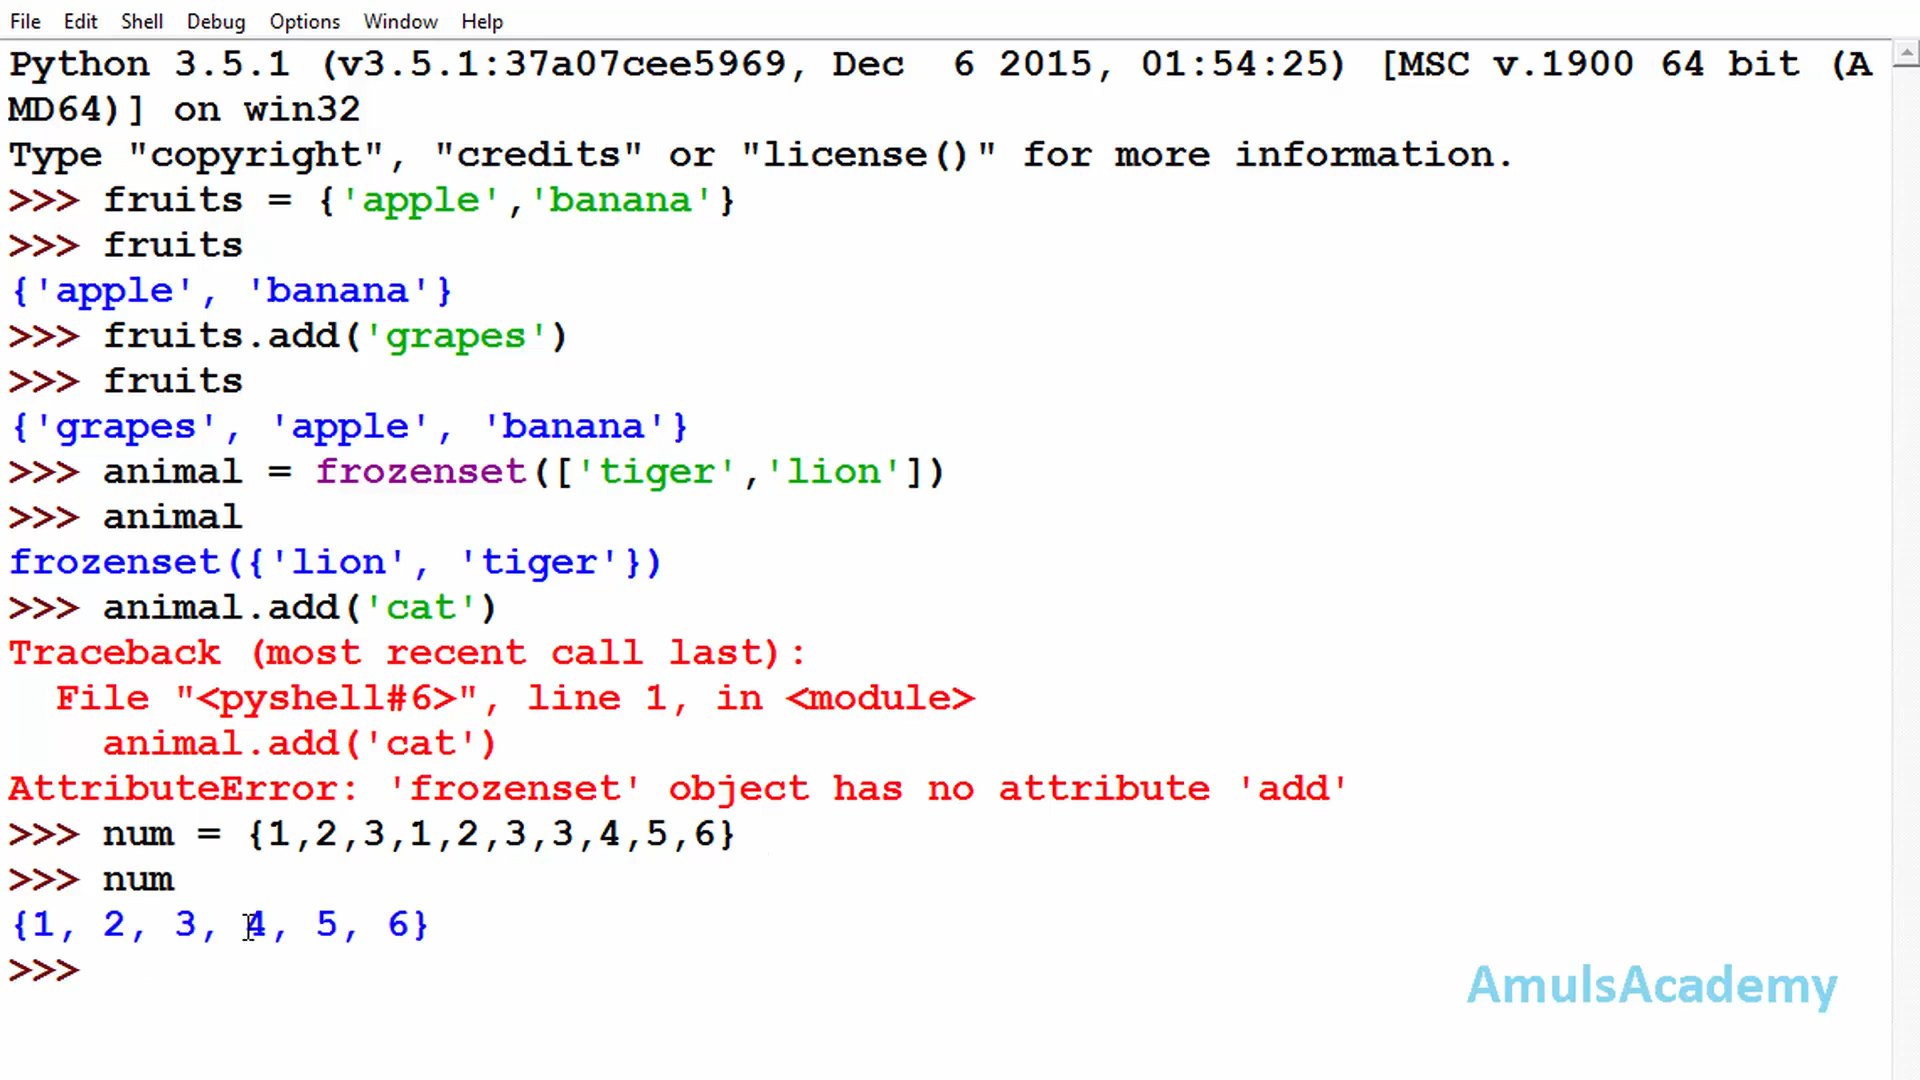 File Edit Shell Debug Options Window Help
Python 3.5.1 (v3.5.1:37a07cee5969, Dec  6 2015, 01:54:25) [MSC v.1900 64 bit (A
MD64)] on win32
Type "copyright", "credits" or "license()" for more information.
>>> fruits = {'apple','banana'}
>>> fruits
{'apple', 'banana'}
>>> fruits.add('grapes')
>>> fruits
{'grapes', 'apple', 'banana'}
>>> animal = frozenset(['tiger','lion'])
>>> animal
frozenset({'lion', 'tiger'})
>>> animal.add('cat')
Traceback (most recent call last):
  File "<pyshell#6>", line 1, in <module>
    animal.add('cat')
AttributeError: 'frozenset' object has no attribute 'add'
>>> num = {1,2,3,1,2,3,3,4,5,6}
>>> num
{1, 2, 3, 4, 5, 6}
>>>
AmulsAcademy